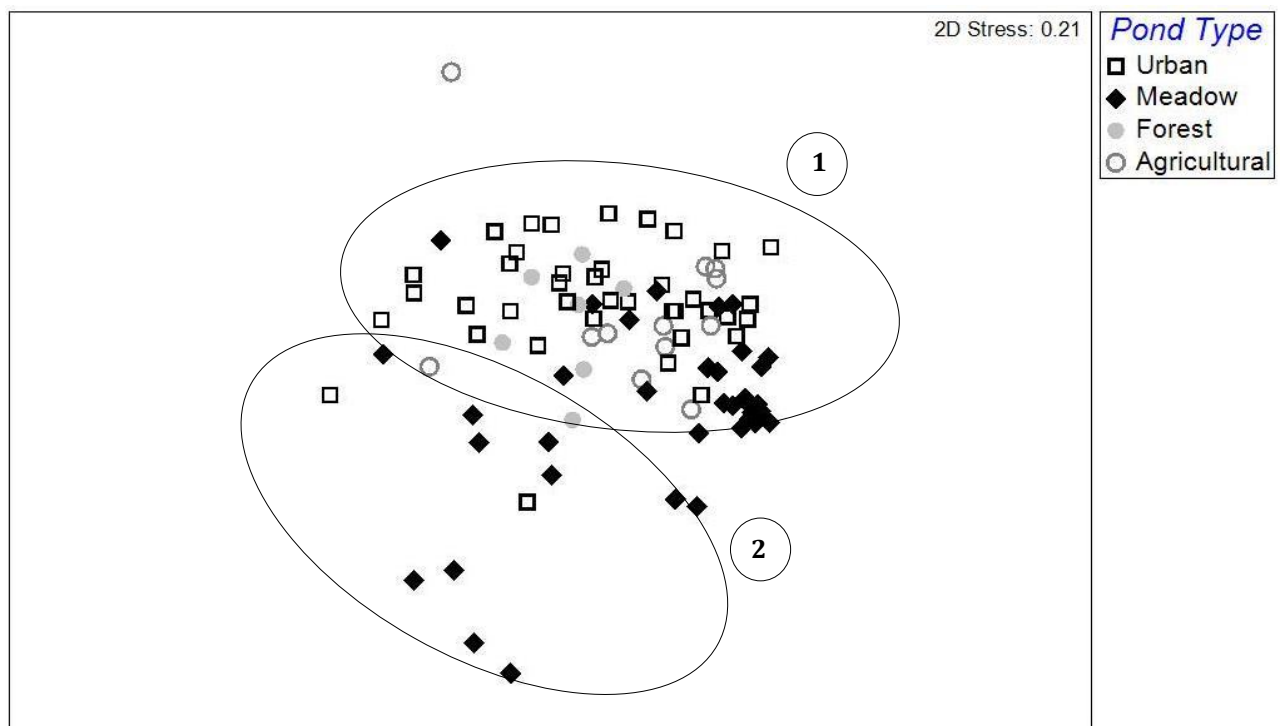 2D Stress: 0.21
Pond Type
Urban
Meadow
Forest
Agricultural
1
2